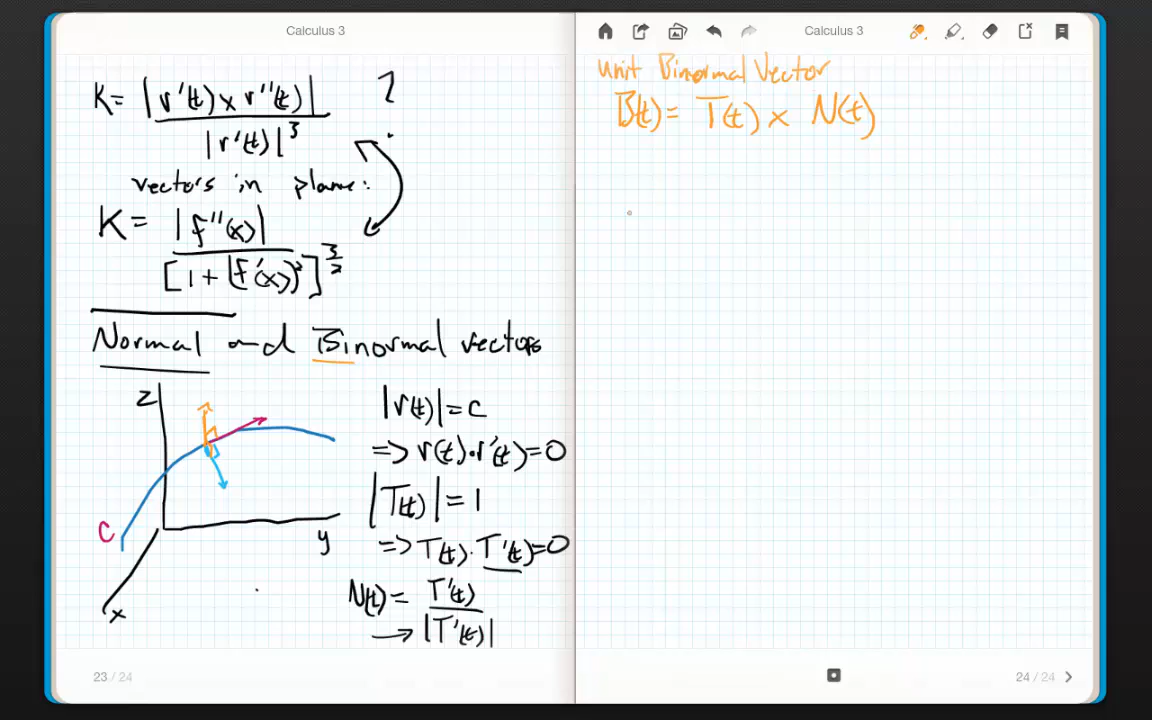 Calculus 3
K = |r'(t) x r''(t)| / |r'(t)|^3
vectors in plane:
K = |f''(x)| / [1 + (f'(x))^2]^{3/2}
Normal and Binormal vectors
z
|r(t)| = c
=> r(t) · r'(t) = 0
|T(t)| = 1
C
y
=> T(t) · T'(t) = 0
N(t) = T'(t) / |T'(t)|
x
→
23 / 24
Calculus 3
Unit Binormal Vector
B(t) = T(t) x N(t)
24 / 24 >